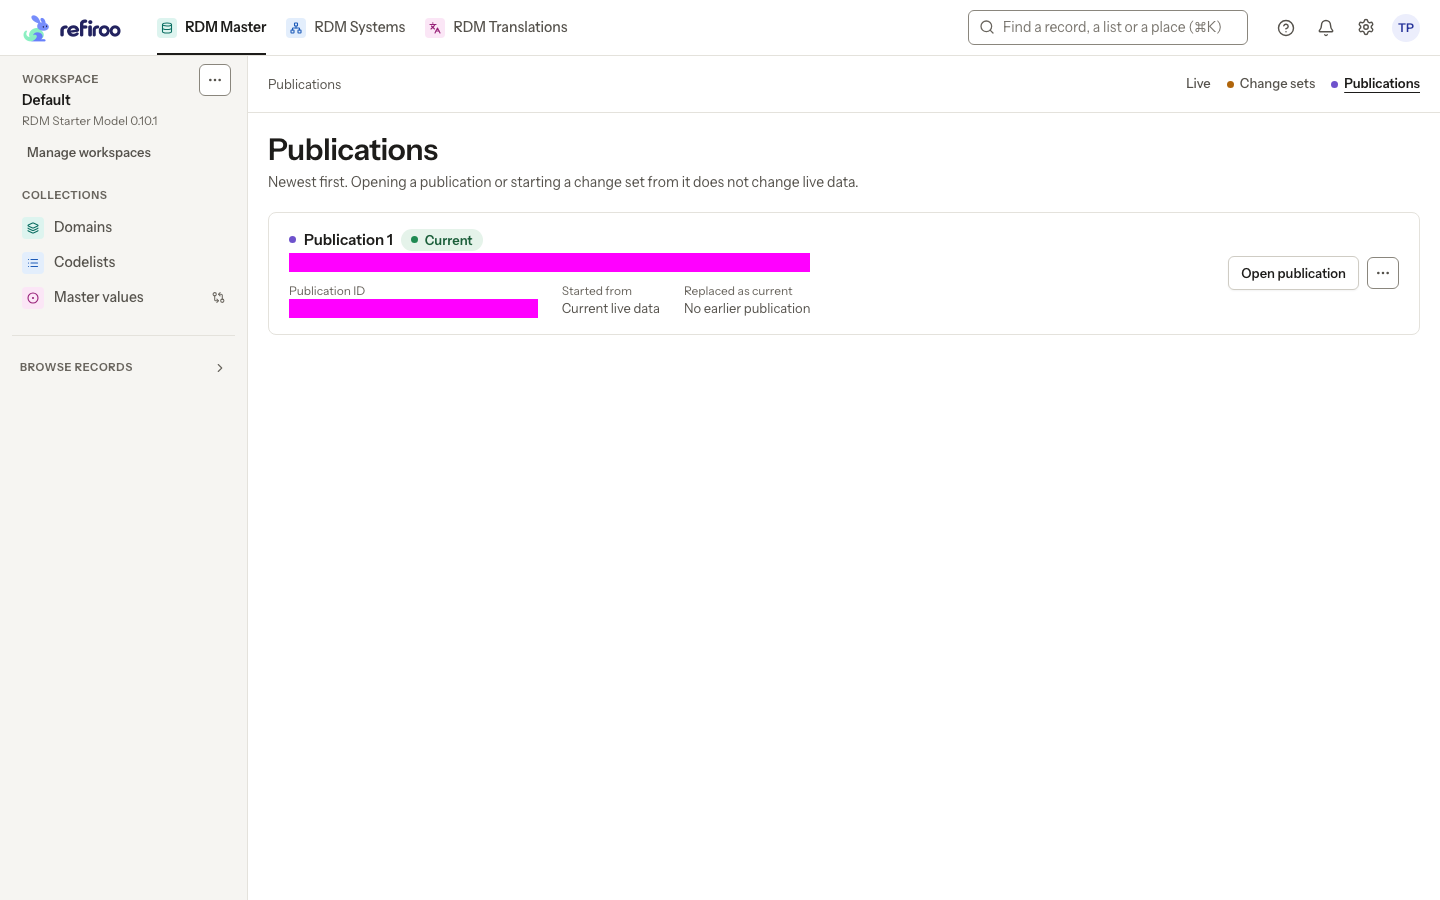 refiroo
RDM Master
RDM Systems
RDM Translations
Find a record, a list or a place (⌘K)
TP
WORKSPACE
Default
RDM Starter Model 0.10.1
Manage workspaces
COLLECTIONS
Domains
Codelists
Master values
BROWSE RECORDS
Publications
Live
Change sets
Publications
Publications
Newest first. Opening a publication or starting a change set from it does not change live data.
Publication 1
Current
Publication ID
Started from
Current live data
Replaced as current
No earlier publication
Open publication